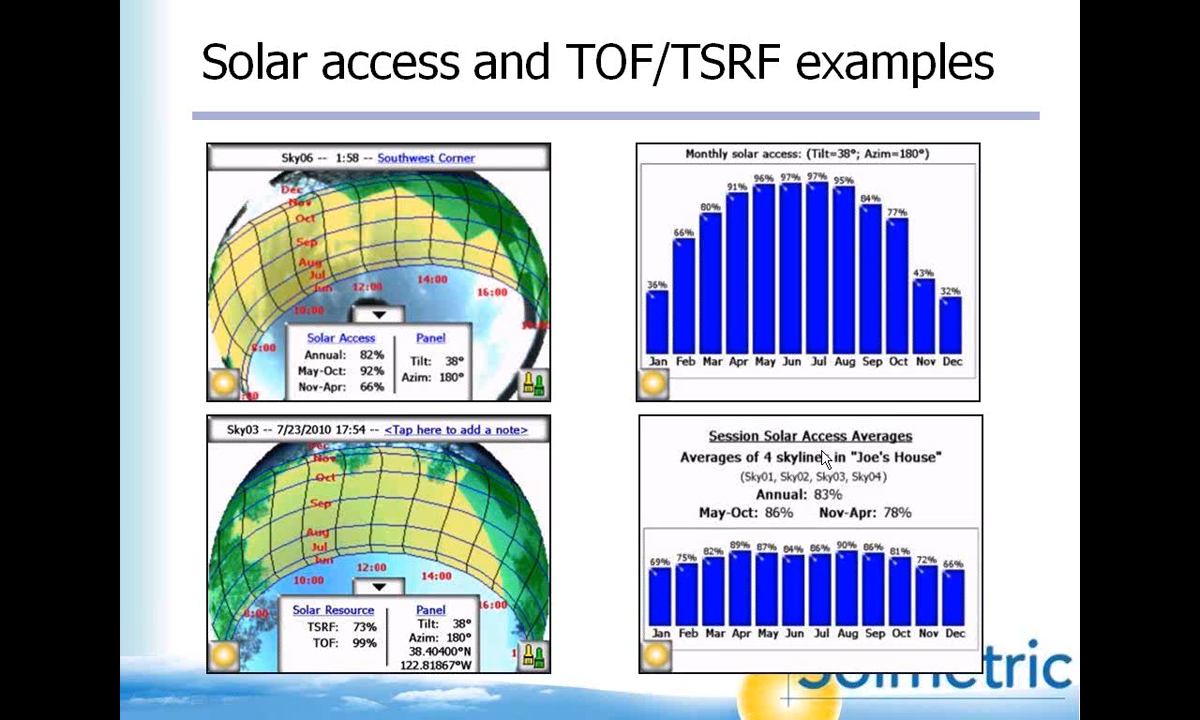 Solar access and TOF/TSRF examples
Sky06 -- 1:58 -- Southwest Corner
Dec
Nov
Oct
Sep
Aug
Jul
Jun
12:00
14:00
16:00
10:00
8:00
Solar Access
Annual: 82%
May-Oct: 92%
Nov-Apr: 66%
Panel
Tilt: 38°
Azim: 180°
Monthly solar access: (Tilt=38°; Azim=180°)
36% 66% 80% 91% 96% 97% 97% 95% 84% 77% 43% 32%
Jan Feb Mar Apr May Jun Jul Aug Sep Oct Nov Dec
Sky03 -- 7/23/2010 17:54 -- <Tap here to add a note>
Dec
Nov
Oct
Sep
Aug
Jul
Jun
12:00
10:00
14:00
8:00
16:00
Solar Resource
TSRF: 73%
TOF: 99%
Panel
Tilt: 38°
Azim: 180°
38.40400°N
122.81867°W
Session Solar Access Averages
Averages of 4 skylines in "Joe's House"
(Sky01, Sky02, Sky03, Sky04)
Annual: 83%
May-Oct: 86% Nov-Apr: 78%
69% 75% 82% 89% 87% 84% 86% 90% 86% 81% 72% 66%
Jan Feb Mar Apr May Jun Jul Aug Sep Oct Nov Dec
Solmetric